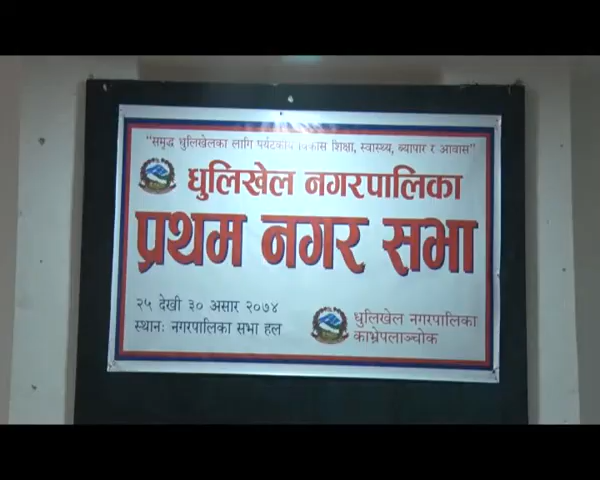 "समृद्ध धुलिखेलका लागि पर्यटकीय विकास शिक्षा, स्वास्थ्य, ब्यापार र आवास"
धुलिखेल नगरपालिका
प्रथम नगर सभा
२५ देखी ३० असार २०७४
स्थानः नगरपालिका सभा हल
धुलिखेल नगरपालिका
काभ्रेपलाञ्चोक